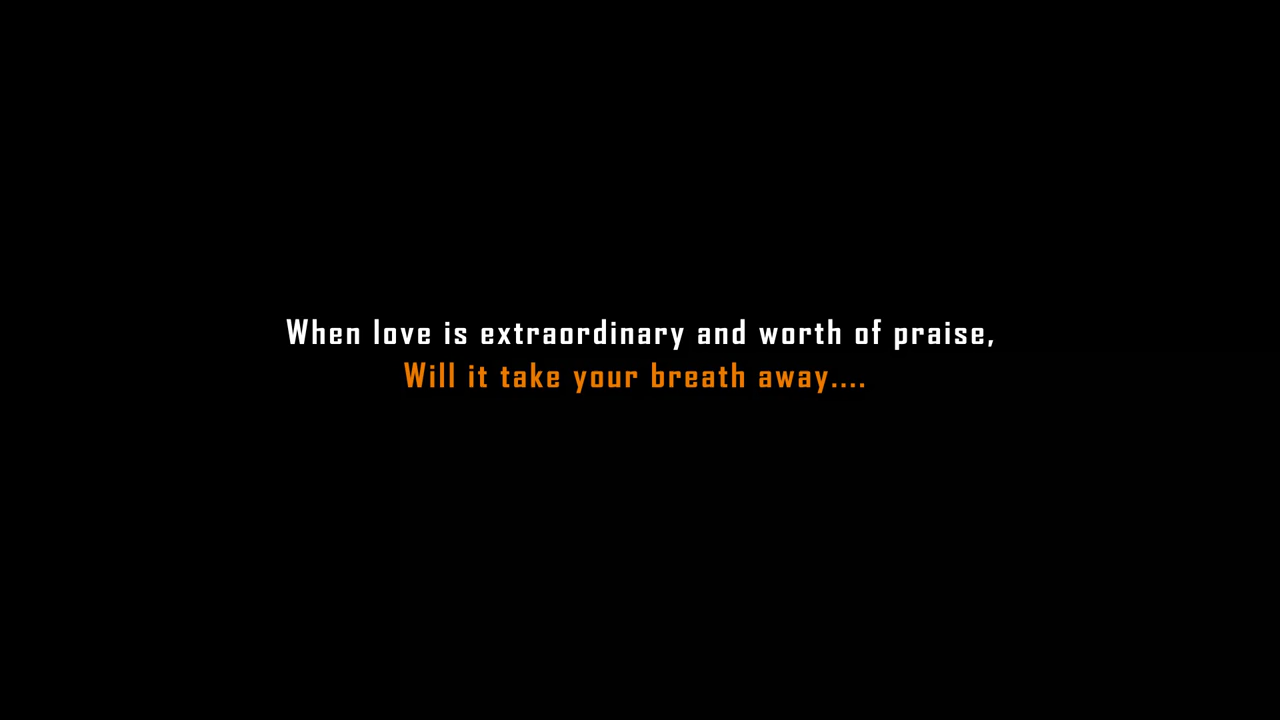 When love is extraordinary and worth of praise,
Will it take your breath away....